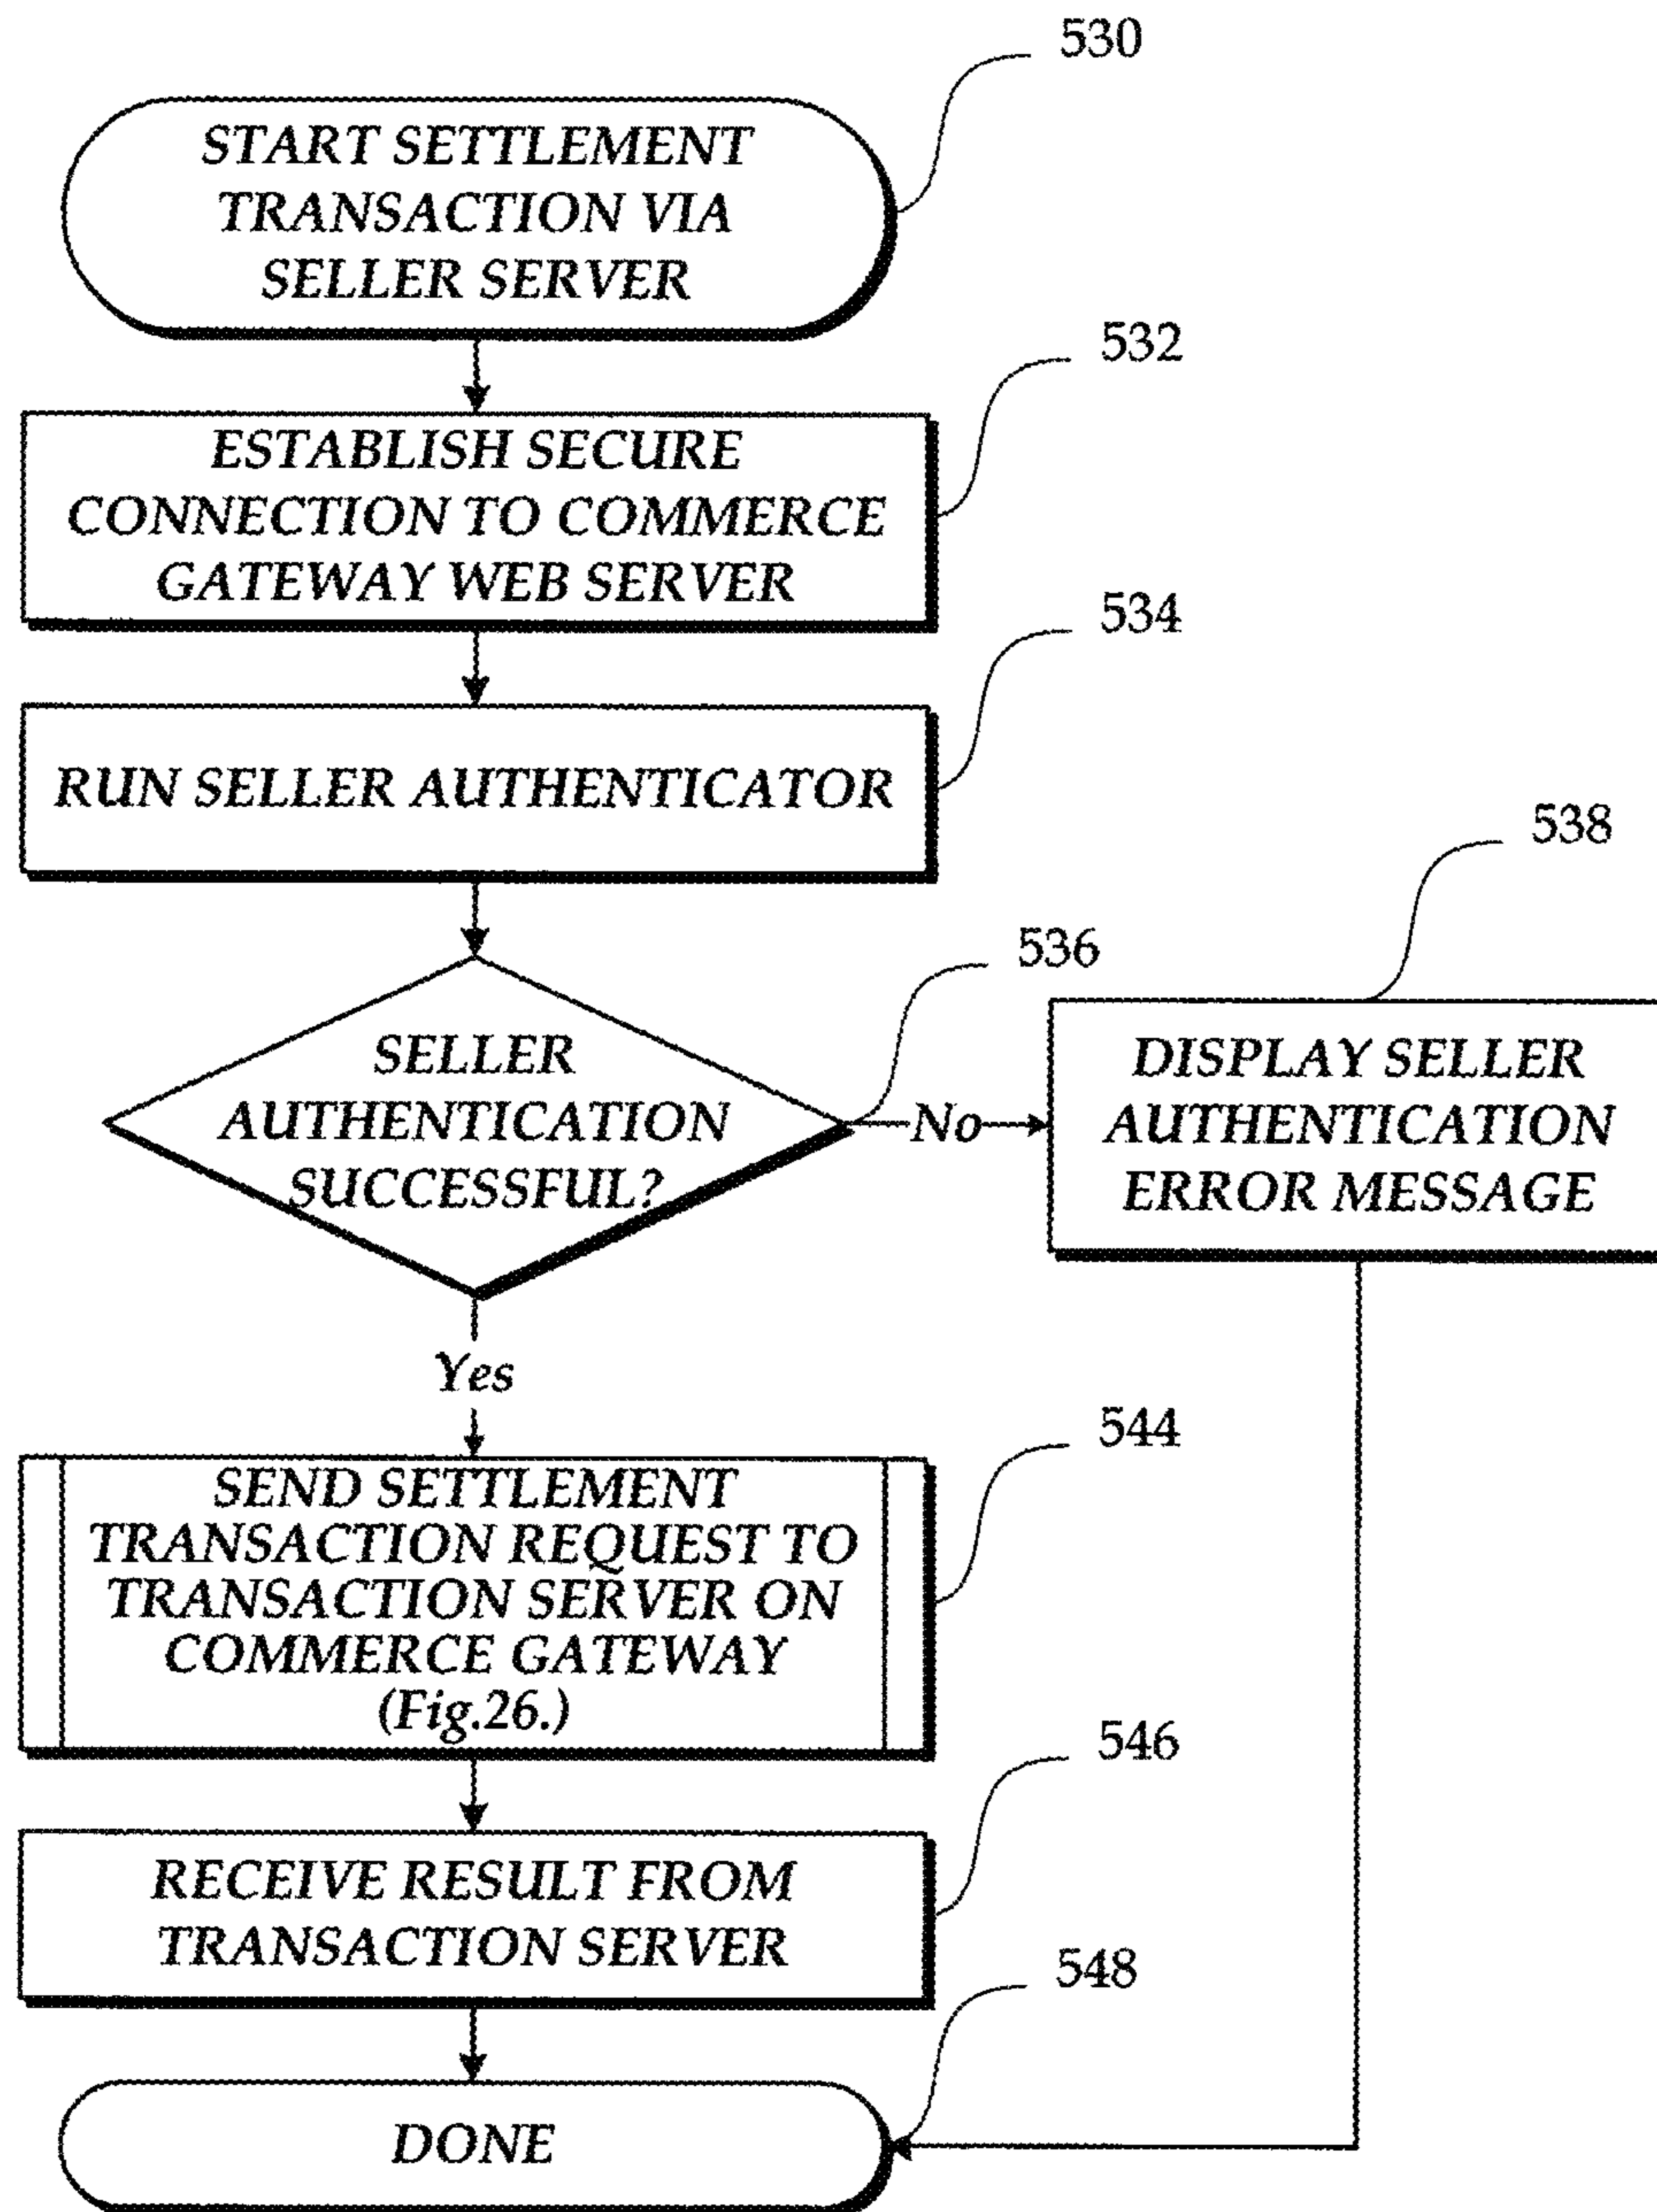 530
START SETTLEMENT
TRANSACTION VIA
SELLER SERVER
532
ESTABLISH SECURE
CONNECTION TO COMMERCE
GATEWAY WEB SERVER
534
RUN SELLER AUTHENTICATOR
536
SELLER
AUTHENTICATION
SUCCESSFUL?
No
538
DISPLAY SELLER
AUTHENTICATION
ERROR MESSAGE
Yes
544
SEND SETTLEMENT
TRANSACTION REQUEST TO
TRANSACTION SERVER ON
COMMERCE GATEWAY
(Fig.26.)
546
RECEIVE RESULT FROM
TRANSACTION SERVER
548
DONE